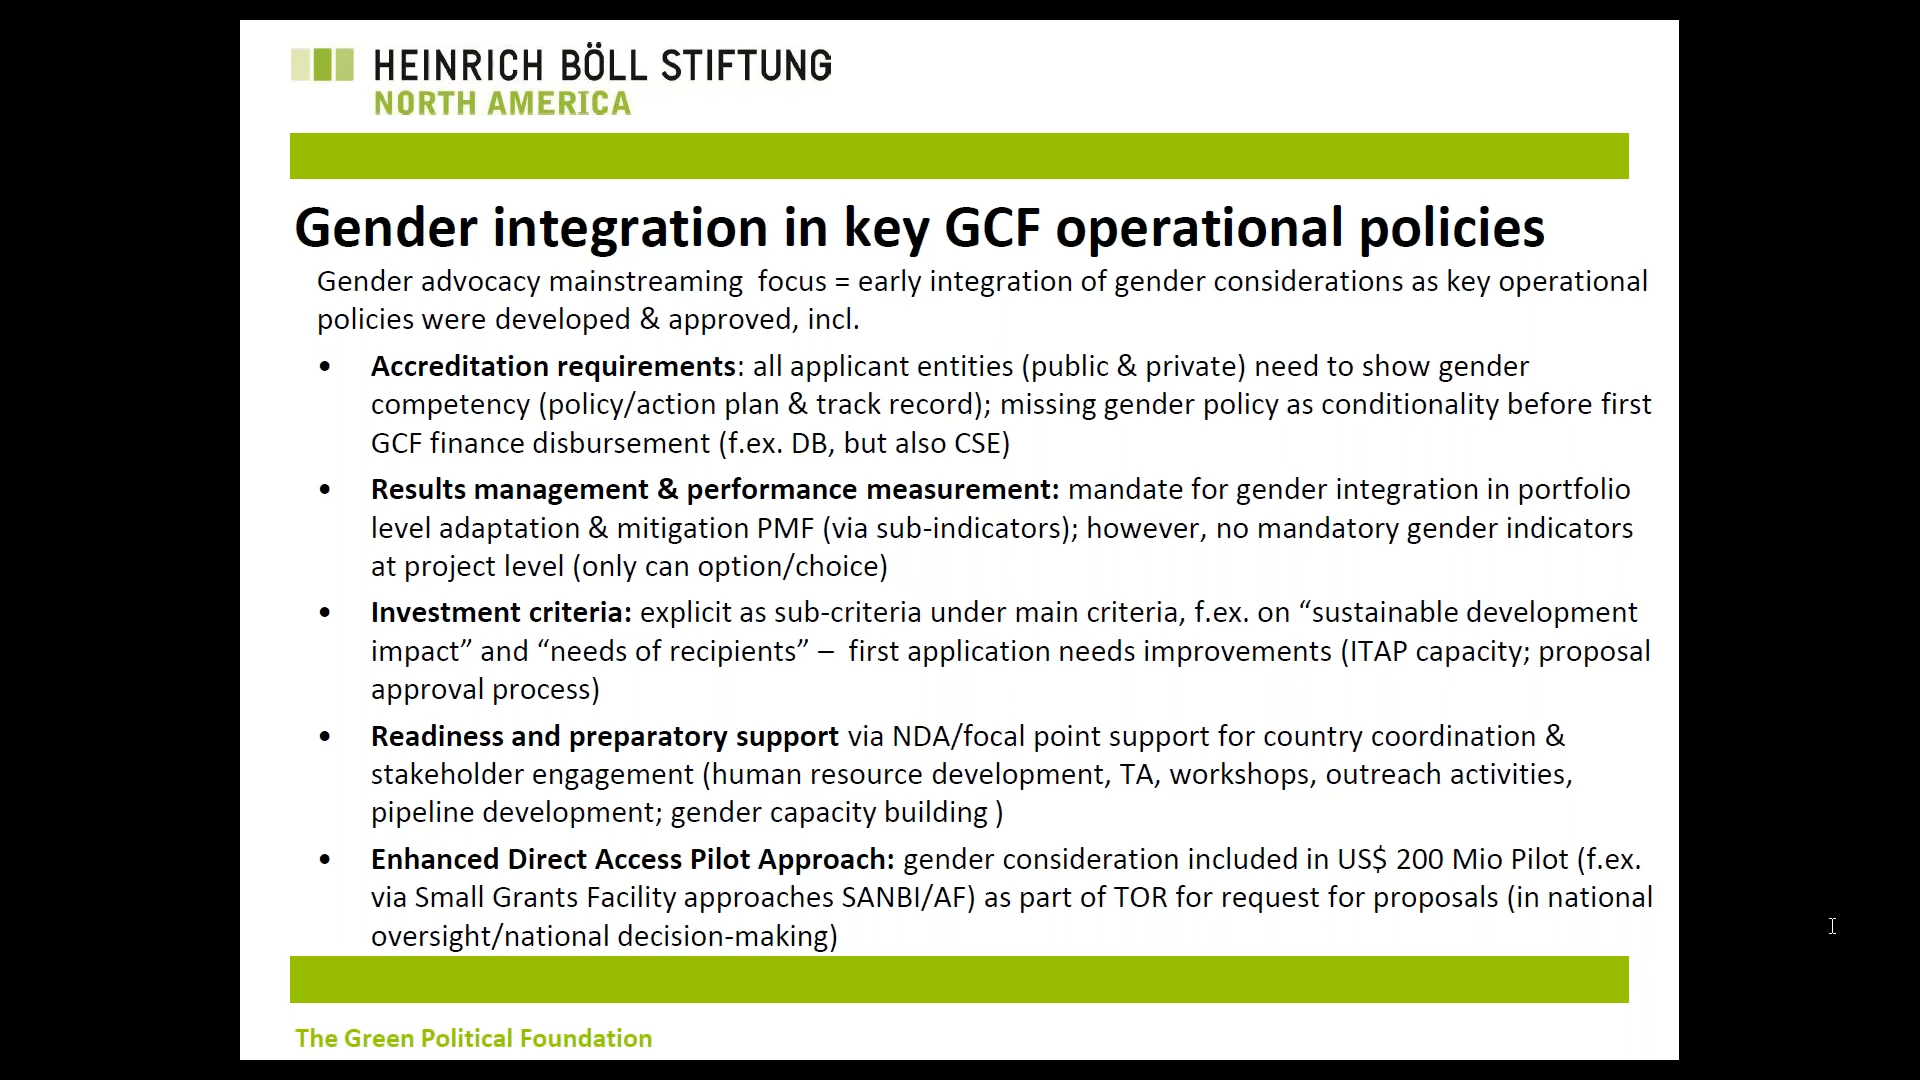 HEINRICH BÖLL STIFTUNG
NORTH AMERICA
Gender integration in key GCF operational policies
Gender advocacy mainstreaming  focus = early integration of gender considerations as key operational
policies were developed & approved, incl.
• Accreditation requirements: all applicant entities (public & private) need to show gender
competency (policy/action plan & track record); missing gender policy as conditionality before first
GCF finance disbursement (f.ex. DB, but also CSE)
• Results management & performance measurement: mandate for gender integration in portfolio
level adaptation & mitigation PMF (via sub-indicators); however, no mandatory gender indicators
at project level (only can option/choice)
• Investment criteria: explicit as sub-criteria under main criteria, f.ex. on “sustainable development
impact” and “needs of recipients” –  first application needs improvements (ITAP capacity; proposal
approval process)
• Readiness and preparatory support via NDA/focal point support for country coordination &
stakeholder engagement (human resource development, TA, workshops, outreach activities,
pipeline development; gender capacity building )
• Enhanced Direct Access Pilot Approach: gender consideration included in US$ 200 Mio Pilot (f.ex.
via Small Grants Facility approaches SANBI/AF) as part of TOR for request for proposals (in national
oversight/national decision-making)
The Green Political Foundation